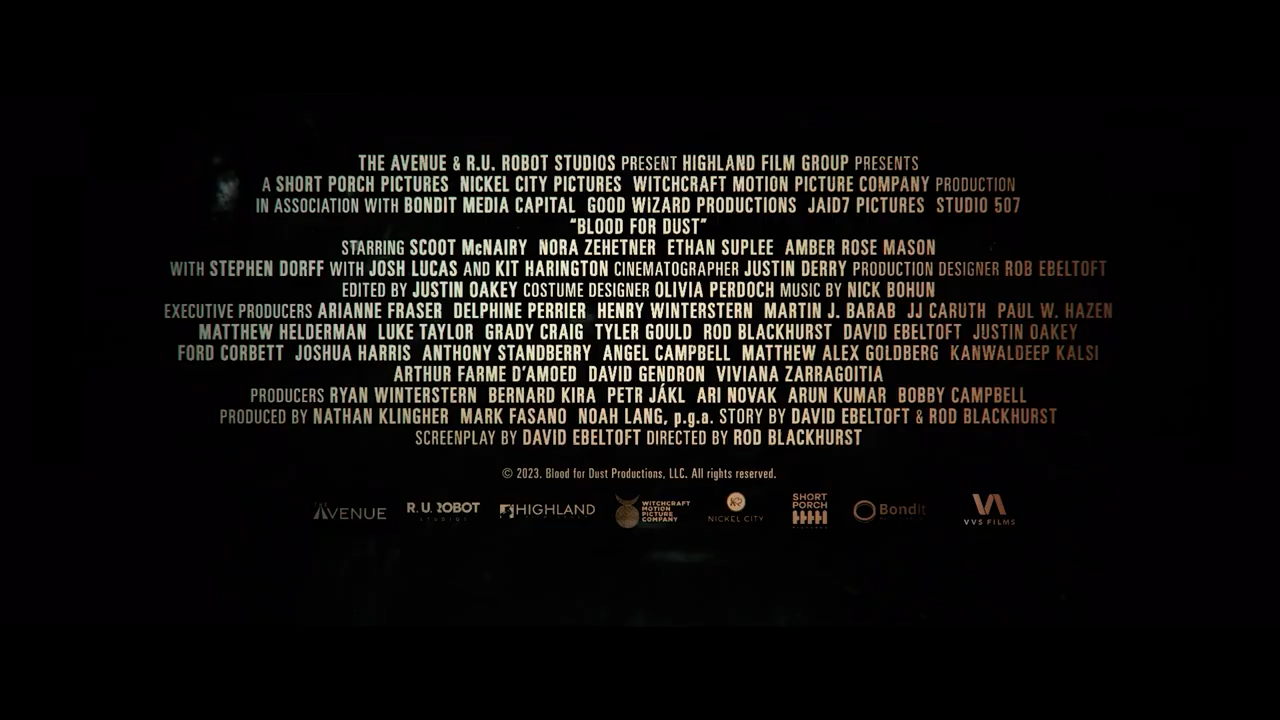 THE AVENUE & R.U. ROBOT STUDIOS PRESENT HIGHLAND FILM GROUP PRESENTS
A SHORT PORCH PICTURES NICKEL CITY PICTURES WITCHCRAFT MOTION PICTURE COMPANY PRODUCTION
IN ASSOCIATION WITH BONDIT MEDIA CAPITAL GOOD WIZARD PRODUCTIONS JAID7 PICTURES STUDIO 507
“BLOOD FOR DUST”
STARRING SCOOT McNAIRY NORA ZEHETNER ETHAN SUPLEE AMBER ROSE MASON
WITH STEPHEN DORFF WITH JOSH LUCAS AND KIT HARINGTON CINEMATOGRAPHER JUSTIN DERRY PRODUCTION DESIGNER ROB EBELTOFT
EDITED BY JUSTIN OAKEY COSTUME DESIGNER OLIVIA PERDOCH MUSIC BY NICK BOHUN
EXECUTIVE PRODUCERS ARIANNE FRASER DELPHINE PERRIER HENRY WINTERSTERN MARTIN J. BARAB JJ CARUTH PAUL W. HAZEN
MATTHEW HELDERMAN LUKE TAYLOR GRADY CRAIG TYLER GOULD ROD BLACKHURST DAVID EBELTOFT JUSTIN OAKEY
FORD CORBETT JOSHUA HARRIS ANTHONY STANDBERRY ANGEL CAMPBELL MATTHEW ALEX GOLDBERG KANWALDEEP KALSI
ARTHUR FARME D’AMOED DAVID GENDRON VIVIANA ZARRAGOITIA
PRODUCERS RYAN WINTERSTERN BERNARD KIRA PETR JÁKL ARI NOVAK ARUN KUMAR BOBBY CAMPBELL
PRODUCED BY NATHAN KLINGHER MARK FASANO NOAH LANG, p.g.a. STORY BY DAVID EBELTOFT & ROD BLACKHURST
SCREENPLAY BY DAVID EBELTOFT DIRECTED BY ROD BLACKHURST
© 2023. Blood for Dust Productions, LLC. All rights reserved.
AVENUE R. U. ROBOT STUDIOS HIGHLAND WITCHCRAFT MOTION PICTURE COMPANY NICKEL CITY SHORT PORCH PICTURES Bondit VVS FILMS